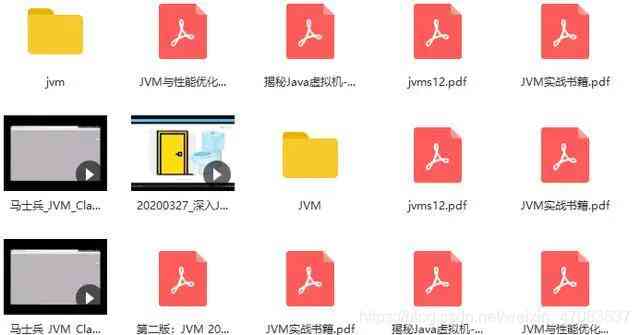 jvm
JVM与性能优化...
揭秘Java虚拟机-...
jvms12.pdf
JVM实战书籍.pdf
马士兵_JVM_Cla...
20200327_深入J...
JVM
jvms12.pdf
JVM实战书籍.pdf
马士兵_JVM_Cla...
第二版：JVM 20...
JVM实战书籍.pdf
揭秘Java虚拟机-...
JVM与性能优化...
https://blog.csdn.net/weixin_47083837